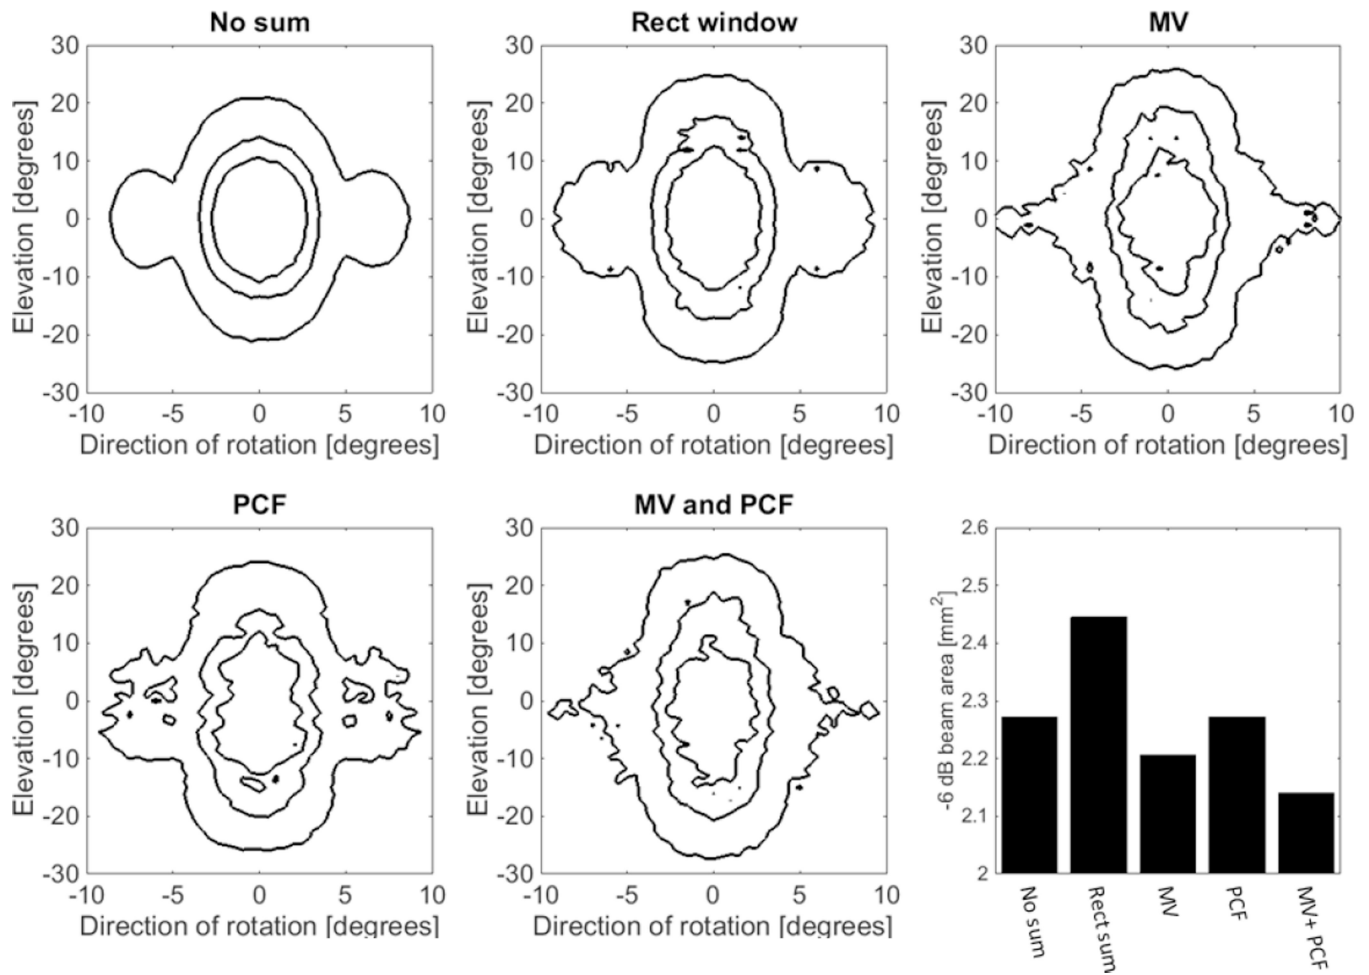 No sum
30
20
10
0
-10
-20
-30
Elevation [degrees]
-10 -5 0 5 10
Direction of rotation [degrees]
Rect window
30
20
10
0
-10
-20
-30
Elevation [degrees]
-10 -5 0 5 10
Direction of rotation [degrees]
MV
30
20
10
0
-10
-20
-30
Elevation [degrees]
-10 -5 0 5 10
Direction of rotation [degrees]
PCF
30
20
10
0
-10
-20
-30
Elevation [degrees]
-10 -5 0 5 10
Direction of rotation [degrees]
MV and PCF
30
20
10
0
-10
-20
-30
Elevation [degrees]
-10 -5 0 5 10
Direction of rotation [degrees]
2.6
2.5
2.4
2.3
2.2
2.1
2
-6 dB beam area [mm²]
No sum
Rect sum
MV
PCF
MV+ PCF